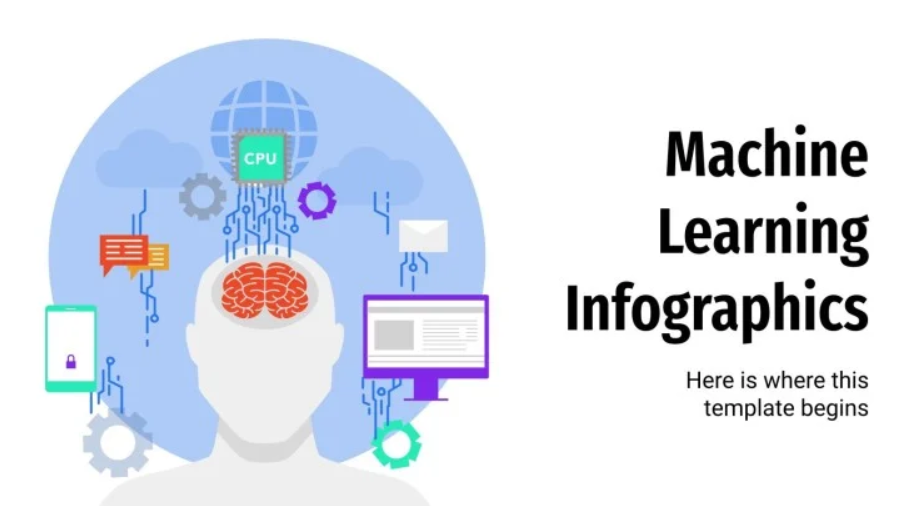 CPU
Machine
Learning
Infographics
Here is where this
template begins